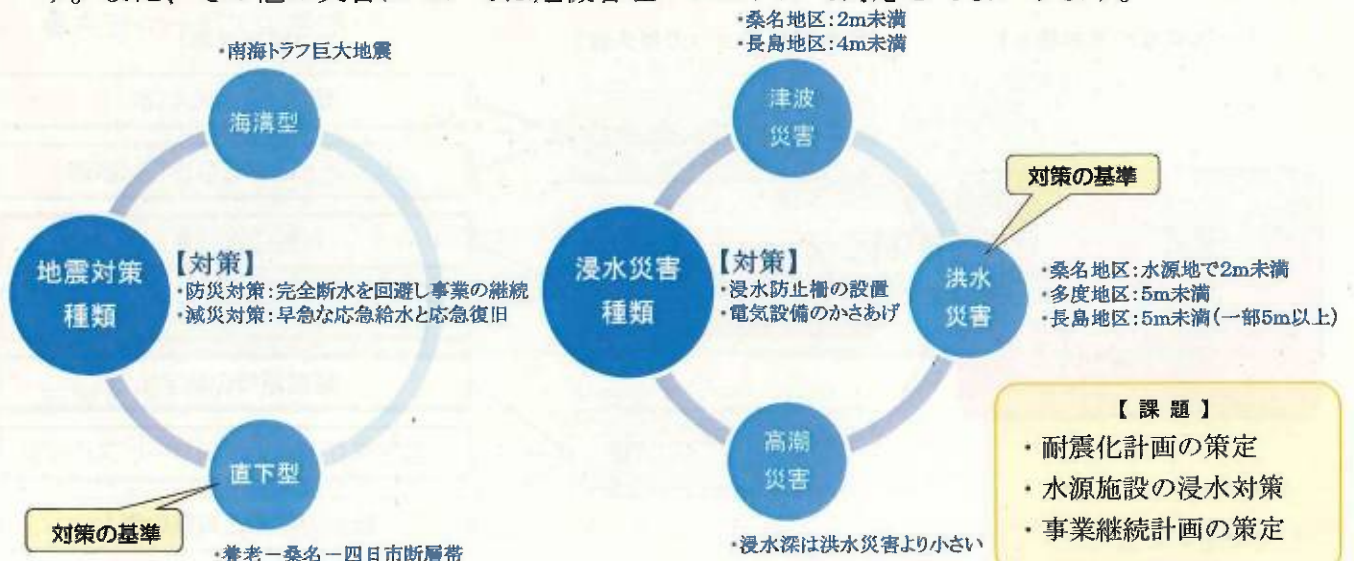 ・南海トラフ巨大地震
海溝型
地震対策
種類
【対策】
・防災対策：完全断水を回避し事業の継続
・減災対策：早急な応急給水と応急復旧
直下型
対策の基準
・養老－桑名－四日市断層帯
・桑名地区：2m未満
・長島地区：4m未満
津波
災害
浸水災害
種類
【対策】
・浸水防止柵の設置
・電気設備のかさあげ
対策の基準
洪水
災害
・桑名地区：水源地で2m未満
・多度地区：5m未満
・長島地区：5m未満(一部5m以上)
高潮
災害
・浸水深は洪水災害より小さい
【課題】
・耐震化計画の策定
・水源施設の浸水対策
・事業継続計画の策定